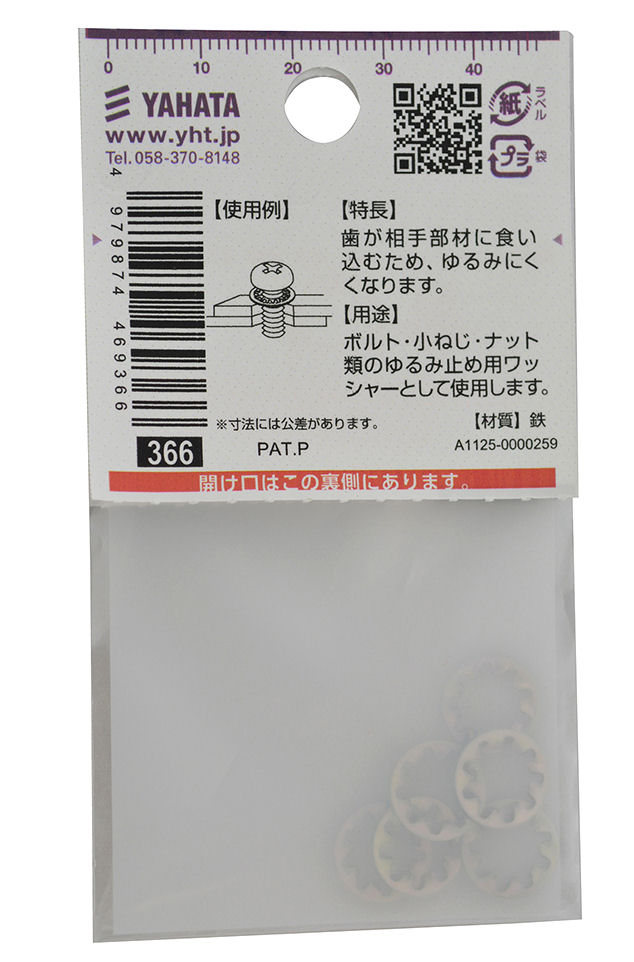 0 10 20 30 40
YAHATA
www.yht.jp
Tel.058-370-8148
紙
ラベル
プラ
袋
4 979874 469366
【使用例】
【特長】
歯が相手部材に食い
込むため、ゆるみにく
くなります。
【用途】
ボルト・小ねじ・ナット
類のゆるみ止め用ワッ
シャーとして使用します。
※寸法には公差があります。
【材質】鉄
366
PAT.P
A1125-0000259
開け口はこの裏側にあります。